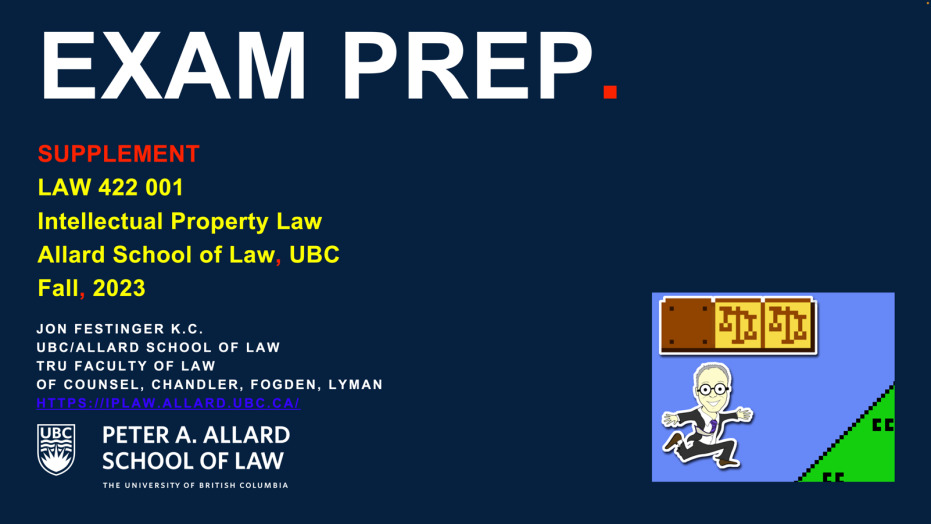 EXAM PREP.
SUPPLEMENT
LAW 422 001
Intellectual Property Law
Allard School of Law, UBC
Fall, 2023
JON FESTINGER K.C.
UBC/ALLARD SCHOOL OF LAW
TRU FACULTY OF LAW
OF COUNSEL, CHANDLER, FOGDEN, LYMAN
HTTPS://IPLAW.ALLARD.UBC.CA/
UBC
PETER A. ALLARD
SCHOOL OF LAW
THE UNIVERSITY OF BRITISH COLUMBIA